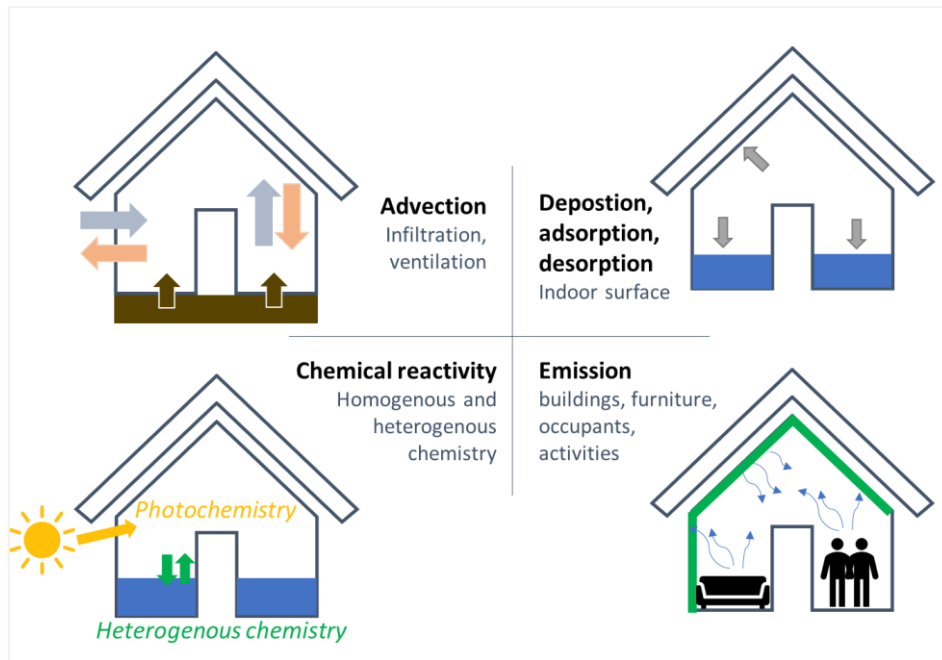 Advection
Infiltration,
ventilation
Depostion,
adsorption,
desorption
Indoor surface
Chemical reactivity
Homogenous and
heterogenous
chemistry
Emission
buildings, furniture,
occupants,
activities
Photochemistry
Heterogenous chemistry